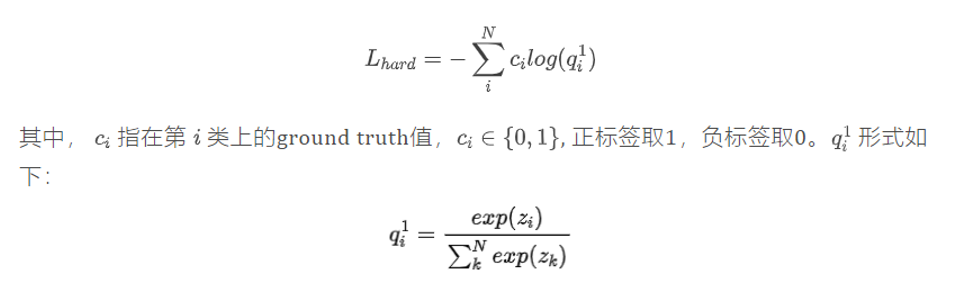 L_{hard} = -\sum_{i}^{N} c_i log(q_i^1)
其中， c_i 指在第 i 类上的ground truth值，c_i ∈ {0, 1}, 正标签取1，负标签取0。q_i^1 形式如
下：
q_i^1 = \frac{exp(z_i)}{\sum_{k}^{N} exp(z_k)}